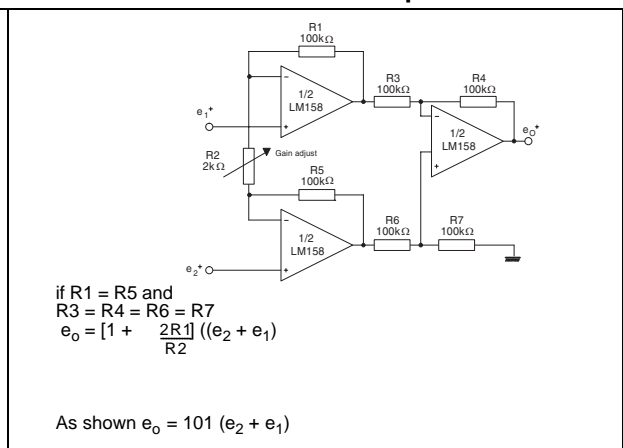 R1
100kΩ
R3
100kΩ
R4
100kΩ
1/2
LM158
e1+
1/2
LM158
eO+
R2
2kΩ
Gain adjust
R5
100kΩ
R6
100kΩ
R7
100kΩ
1/2
LM158
e2+
if R1 = R5 and
R3 = R4 = R6 = R7
eo = [1 + 2R1/R2] ((e2 + e1)
As shown eo = 101 (e2 + e1)